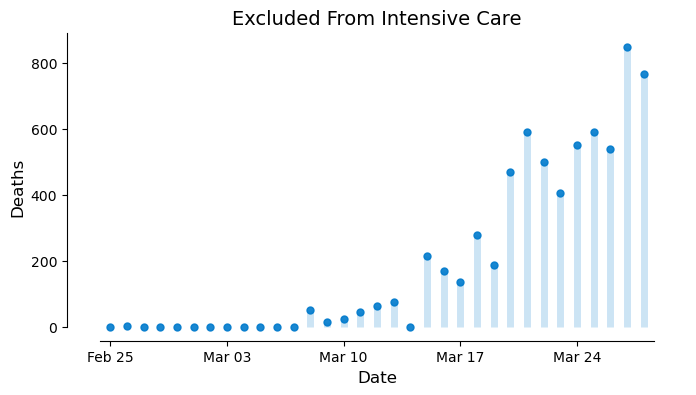 Excluded From Intensive Care
Deaths
800
600
400
200
0
Feb 25
Mar 03
Mar 10
Mar 17
Mar 24
Date